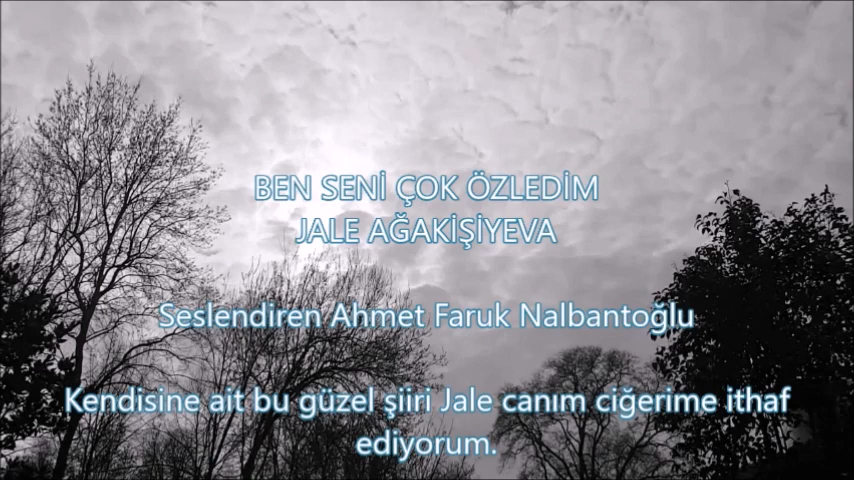 BEN SENİ ÇOK ÖZLEDİM
JALE AĞAKİŞİYEVA
Seslendiren Ahmet Faruk Nalbantoğlu
Kendisine ait bu güzel şiiri Jale canım ciğerime ithaf
ediyorum.